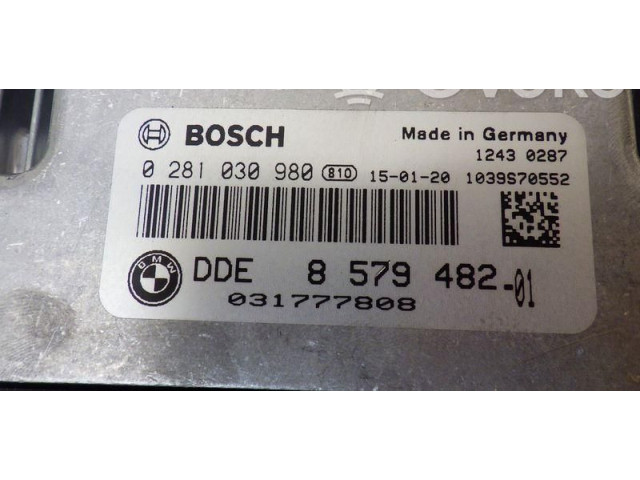 BOSCH Made in Germany
1243 0287
0 281 030 980 810 15-01-20 1039S70552
BMW DDE 8 579 482-01
031777808